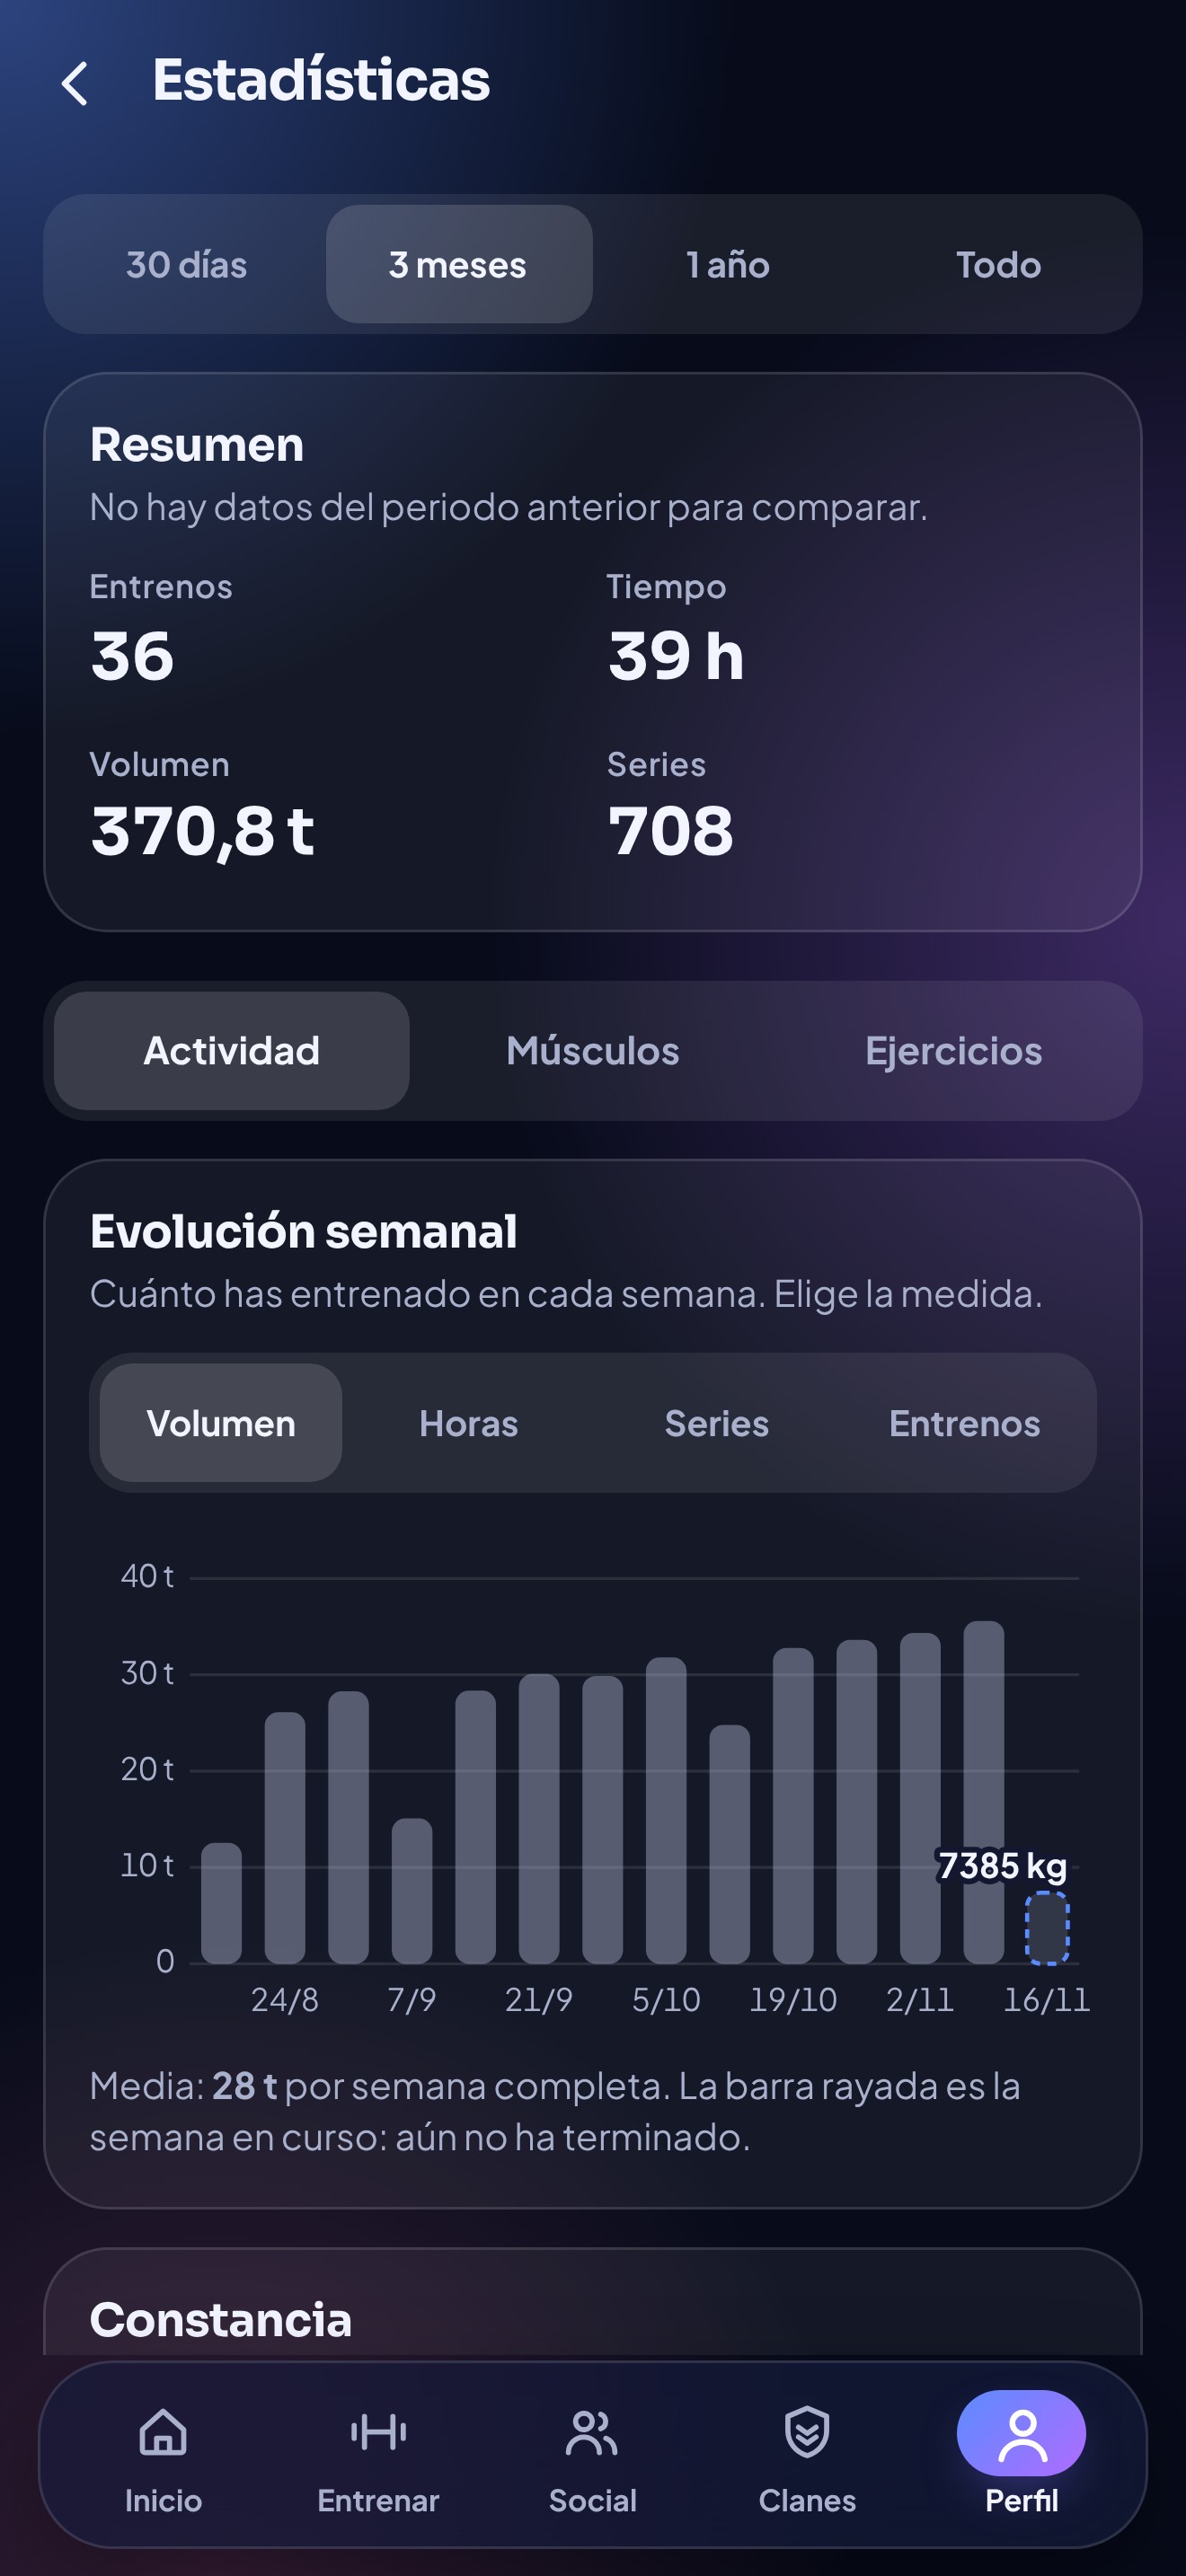 Estadísticas
30 días 3 meses 1 año Todo
Resumen
No hay datos del periodo anterior para comparar.
Entrenos Tiempo
36 39 h
Volumen Series
370,8 t 708
Actividad Músculos Ejercicios
Evolución semanal
Cuánto has entrenado en cada semana. Elige la medida.
Volumen Horas Series Entrenos
40 t
30 t
20 t
10 t
7385 kg
0
24/8 7/9 21/9 5/10 19/10 2/11 16/11
Media: 28 t por semana completa. La barra rayada es la
semana en curso: aún no ha terminado.
Constancia
Inicio Entrenar Social Clanes Perfil